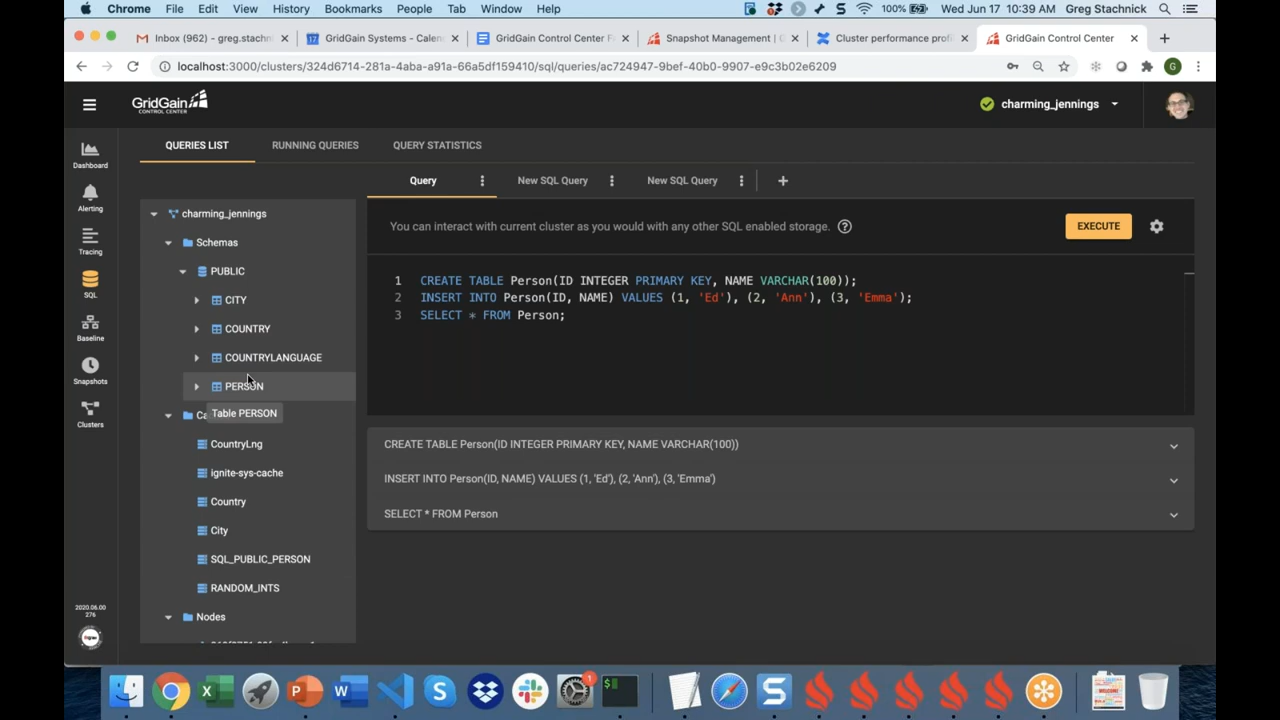 Chrome File Edit View History Bookmarks People Tab Window Help 100% Wed Jun 17 10:39 AM Greg Stachnick
Inbox (962) - greg.stachn
GridGain Systems - Calen
GridGain Control Center F
Snapshot Management | G
Cluster performance prof
GridGain Control Center
localhost:3000/clusters/324d6714-281a-4aba-a91a-66a5df159410/sql/queries/ac724947-9bef-40b0-9907-e9c3b02e6209
G
GridGain
CONTROL CENTER
charming_jennings
QUERIES LIST
RUNNING QUERIES
QUERY STATISTICS
Dashboard
Alerting
Tracing
SQL
Baseline
Snapshots
Clusters
2020.06.00
276
charming_jennings
Schemas
PUBLIC
CITY
COUNTRY
COUNTRYLANGUAGE
PERSON
Ca
Table PERSON
CountryLng
ignite-sys-cache
Country
City
SQL_PUBLIC_PERSON
RANDOM_INTS
Nodes
Query
New SQL Query
New SQL Query
You can interact with current cluster as you would with any other SQL enabled storage.
EXECUTE
1 CREATE TABLE Person(ID INTEGER PRIMARY KEY, NAME VARCHAR(100));
2 INSERT INTO Person(ID, NAME) VALUES (1, 'Ed'), (2, 'Ann'), (3, 'Emma');
3 SELECT * FROM Person;
CREATE TABLE Person(ID INTEGER PRIMARY KEY, NAME VARCHAR(100))
INSERT INTO Person(ID, NAME) VALUES (1, 'Ed'), (2, 'Ann'), (3, 'Emma')
SELECT * FROM Person
1